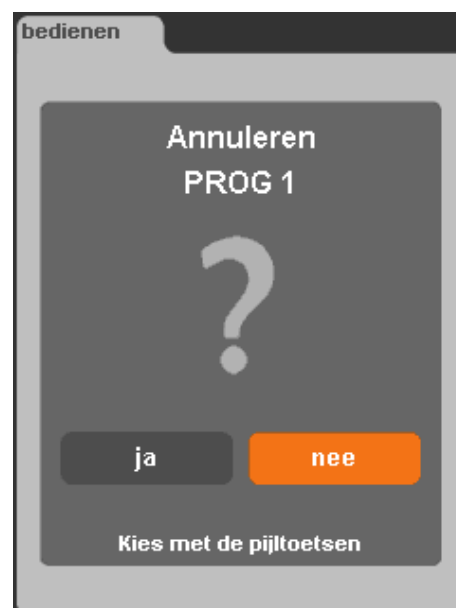 bedienen
Annuleren
PROG 1
?
ja nee
Kies met de pijltoetsen